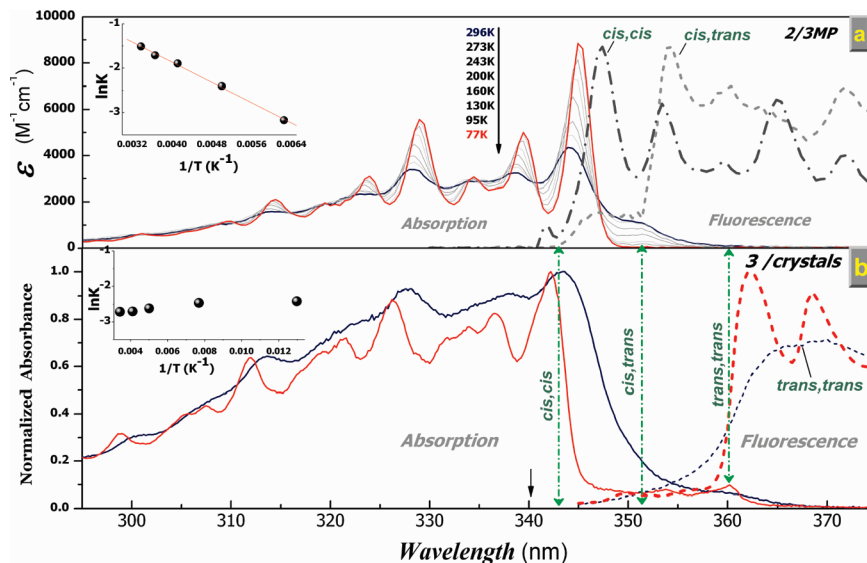 -1
-2
-3
lnK
0.0032 0.0040 0.0048 0.0056 0.0064
1/T (K⁻¹)
296K
273K
243K
200K
160K
130K
95K
77K
cis,cis
cis,trans
2/3MP
a
10000
8000
6000
4000
2000
0
ε (M⁻¹cm⁻¹)
Absorption
Fluorescence
-1
-2
-3
lnK
0.004 0.006 0.008 0.010 0.012
1/T (K⁻¹)
3 /crystals
b
1.0
0.8
0.6
0.4
0.2
0.0
Normalized Absorbance
cis,cis
cis,trans
trans,trans
trans,trans
Absorption
Fluorescence
300 310 320 330 340 350 360 370
Wavelength (nm)